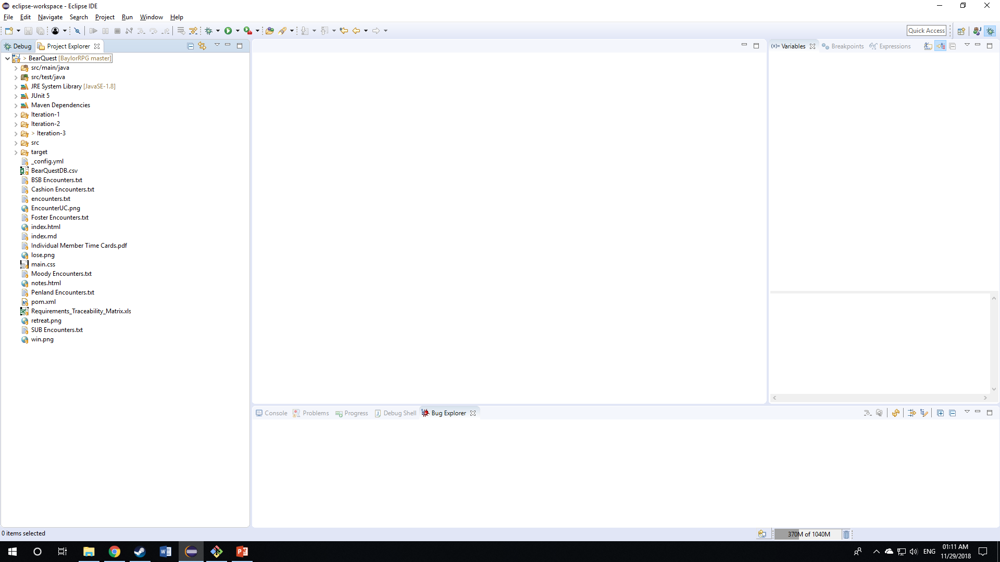 eclipse-workspace - Eclipse IDE
File Edit Navigate Search Project Run Window Help
Quick Access
Debug Project Explorer
(x)= Variables Breakpoints Expressions
> BearQuest [BaylorRPG master]
src/main/java
src/test/java
JRE System Library [JavaSE-1.8]
JUnit 5
Maven Dependencies
Iteration-1
Iteration-2
> Iteration-3
src
target
_config.yml
BearQuestDB.csv
BSB Encounters.txt
Cashion Encounters.txt
encounters.txt
EncounterUC.png
Foster Encounters.txt
index.html
index.md
Individual Member Time Cards.pdf
lose.png
main.css
Moody Encounters.txt
notes.html
Penland Encounters.txt
pom.xml
Requirements_Traceability_Matrix.xls
retreat.png
SUB Encounters.txt
win.png
Console Problems Progress Debug Shell Bug Explorer
0 items selected
370M of 1040M
ENG
01:11 AM
11/29/2018